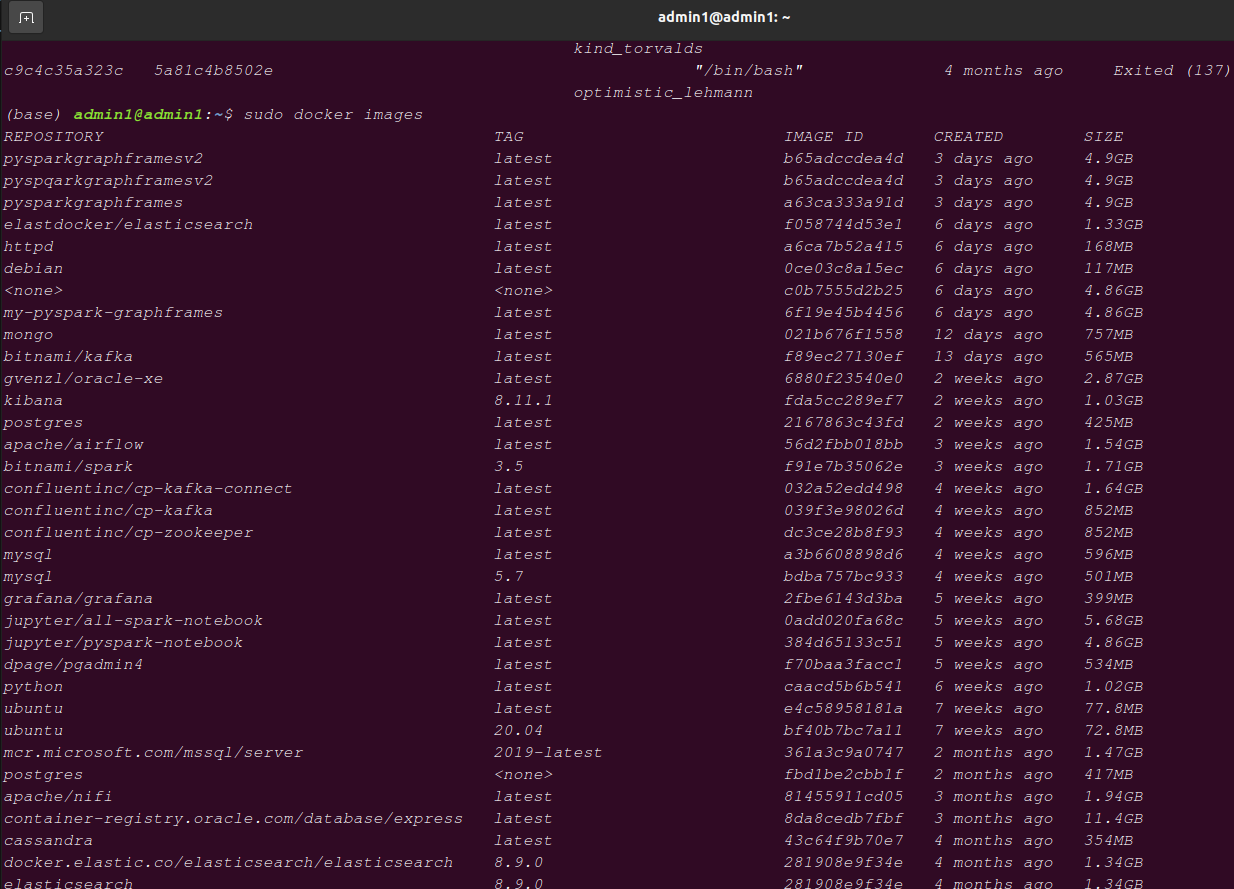 admin1@admin1: ~
kind_torvalds
c9c4c35a323c 5a81c4b8502e "/bin/bash" 4 months ago Exited (137)
optimistic_lehmann
(base) admin1@admin1:~$ sudo docker images
REPOSITORY TAG IMAGE ID CREATED SIZE
pysparkgraphframesv2 latest b65adccdea4d 3 days ago 4.9GB
pyspqarkgraphframesv2 latest b65adccdea4d 3 days ago 4.9GB
pysparkgraphframes latest a63ca333a91d 3 days ago 4.9GB
elastdocker/elasticsearch latest f058744d53e1 6 days ago 1.33GB
httpd latest a6ca7b52a415 6 days ago 168MB
debian latest 0ce03c8a15ec 6 days ago 117MB
<none> <none> c0b7555d2b25 6 days ago 4.86GB
my-pyspark-graphframes latest 6f19e45b4456 6 days ago 4.86GB
mongo latest 021b676f1558 12 days ago 757MB
bitnami/kafka latest f89ec27130ef 13 days ago 565MB
gvenzl/oracle-xe latest 6880f23540e0 2 weeks ago 2.87GB
kibana 8.11.1 fda5cc289ef7 2 weeks ago 1.03GB
postgres latest 2167863c43fd 2 weeks ago 425MB
apache/airflow latest 56d2fbb018bb 3 weeks ago 1.54GB
bitnami/spark 3.5 f91e7b35062e 3 weeks ago 1.71GB
confluentinc/cp-kafka-connect latest 032a52edd498 4 weeks ago 1.64GB
confluentinc/cp-kafka latest 039f3e98026d 4 weeks ago 852MB
confluentinc/cp-zookeeper latest dc3ce28b8f93 4 weeks ago 852MB
mysql latest a3b6608898d6 4 weeks ago 596MB
mysql 5.7 bdba757bc933 4 weeks ago 501MB
grafana/grafana latest 2fbe6143d3ba 5 weeks ago 399MB
jupyter/all-spark-notebook latest 0add020fa68c 5 weeks ago 5.68GB
jupyter/pyspark-notebook latest 384d65133c51 5 weeks ago 4.86GB
dpage/pgadmin4 latest f70baa3facc1 5 weeks ago 534MB
python latest caacd5b6b541 6 weeks ago 1.02GB
ubuntu latest e4c58958181a 7 weeks ago 77.8MB
ubuntu 20.04 bf40b7bc7a11 7 weeks ago 72.8MB
mcr.microsoft.com/mssql/server 2019-latest 361a3c9a0747 2 months ago 1.47GB
postgres <none> fbd1be2cbb1f 2 months ago 417MB
apache/nifi latest 81455911cd05 3 months ago 1.94GB
container-registry.oracle.com/database/express latest 8da8cedb7fbf 3 months ago 11.4GB
cassandra latest 43c64f9b70e7 4 months ago 354MB
docker.elastic.co/elasticsearch/elasticsearch 8.9.0 281908e9f34e 4 months ago 1.34GB
elasticsearch 8.9.0 281908e9f34e 4 months ago 1.34GB